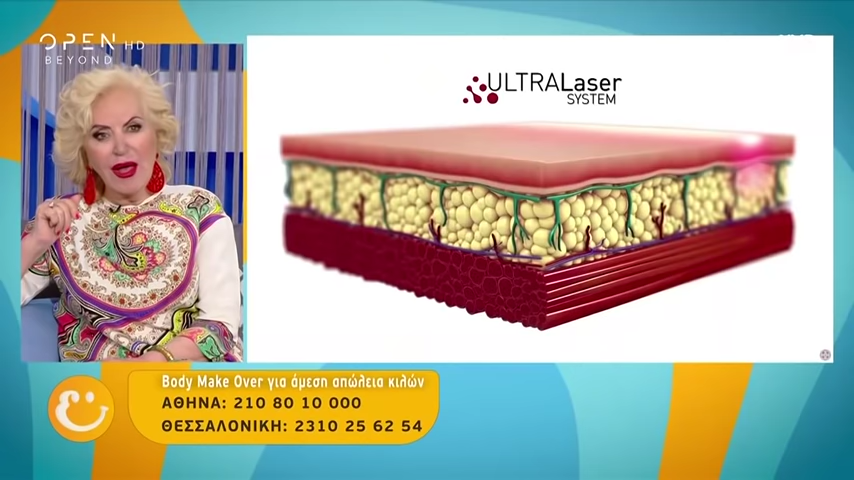 OPEN HD
BEYOND
ULTRALaser
SYSTEM
Body Make Over για άμεση απώλεια κιλών
ΑΘΗΝΑ: 210 80 10 000
ΘΕΣΣΑΛΟΝΙΚΗ: 2310 25 62 54